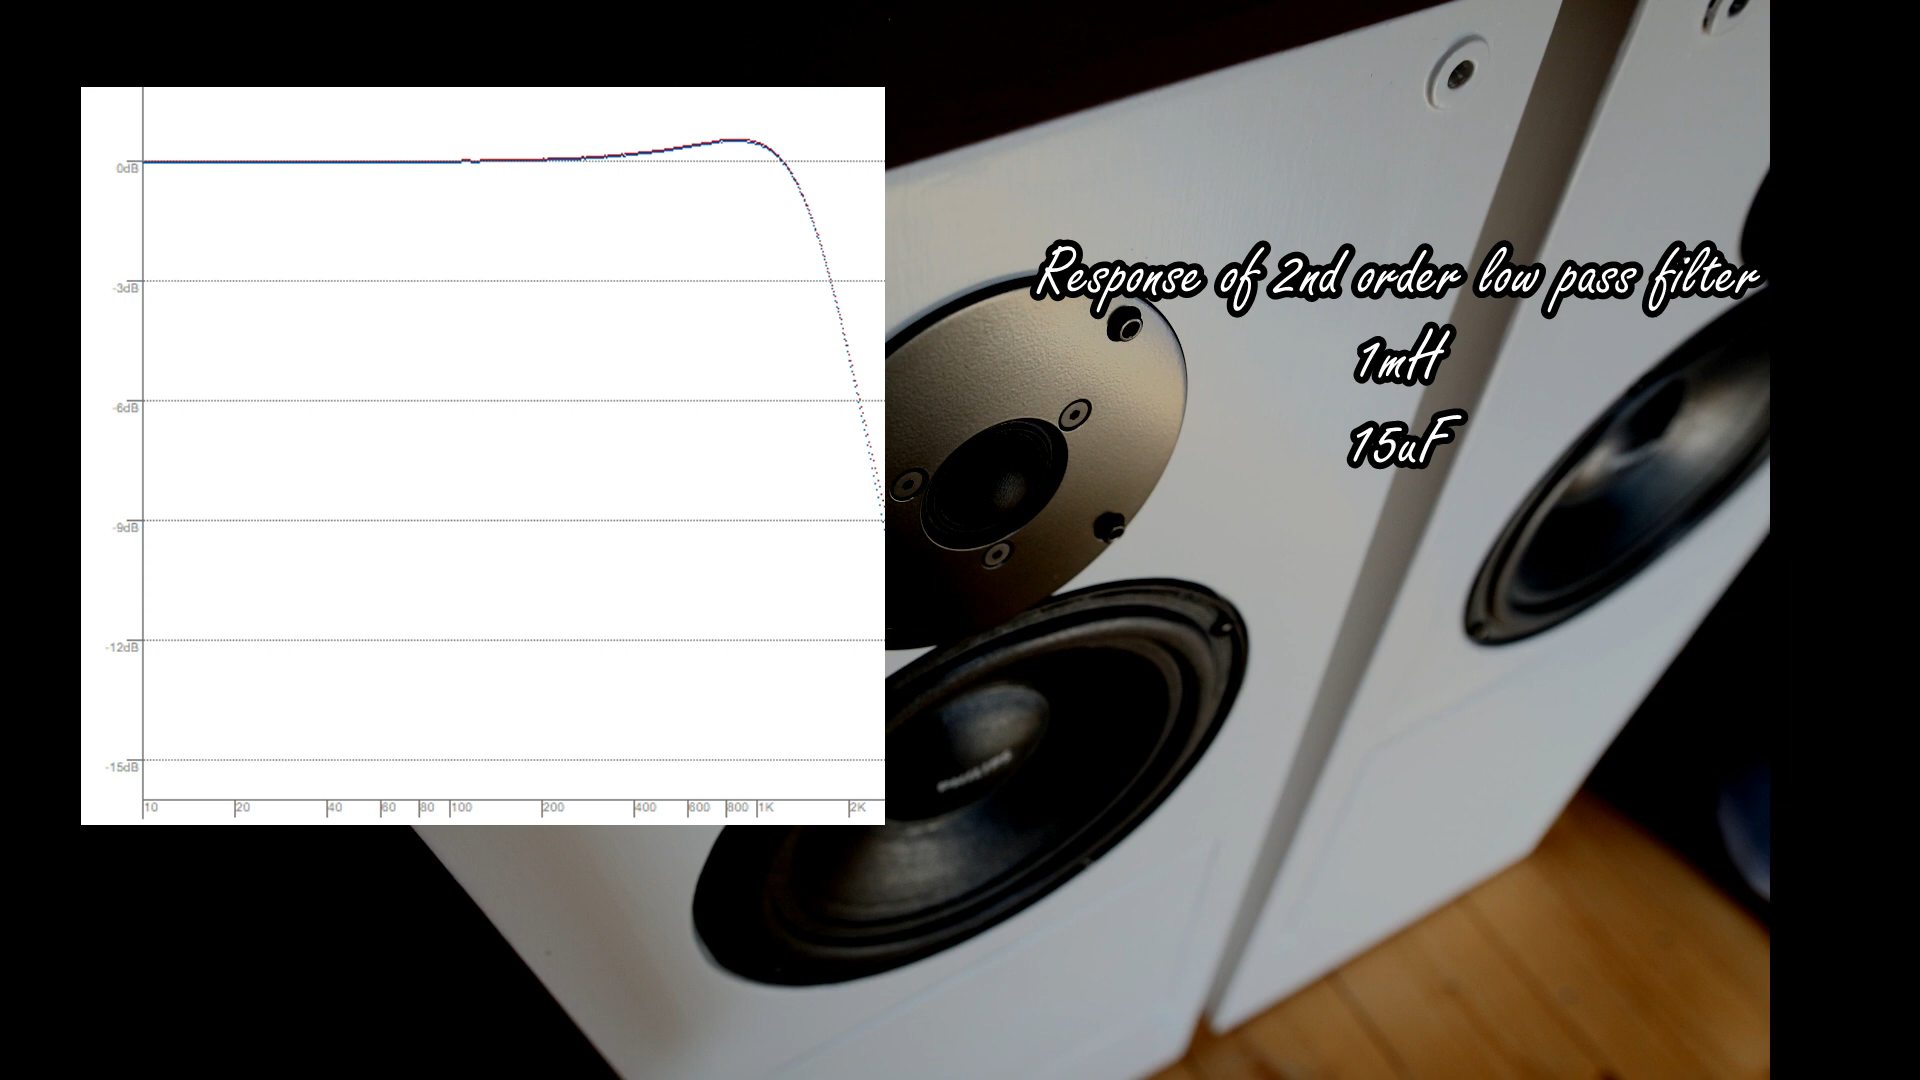 0dB
-3dB
-6dB
-9dB
-12dB
-15dB
10 20 40 60 80 100 200 400 600 800 1K 2K
Response of 2nd order low pass filter
1mH
15uF